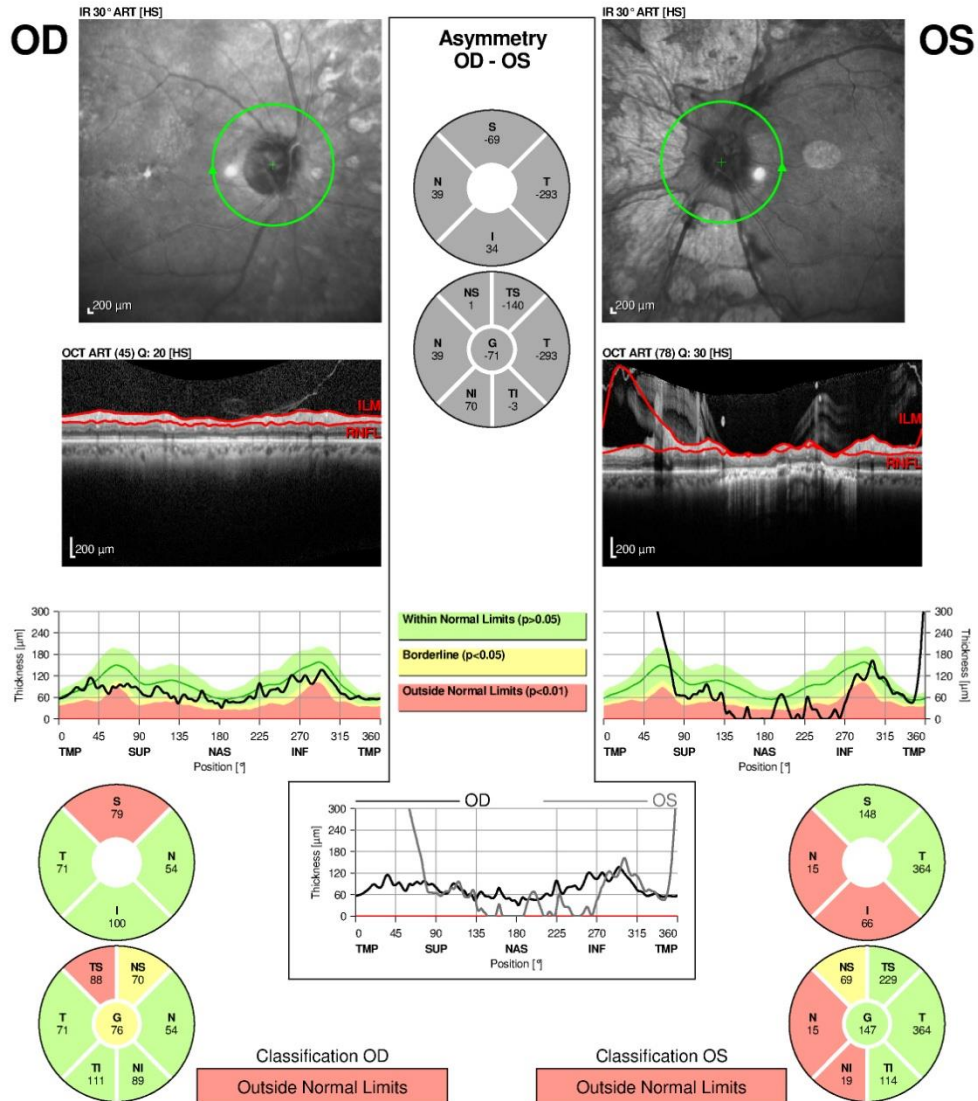 IR 30° ART [HS]
OD
200 µm
Asymmetry
OD - OS
S
-69
N
39
T
-293
I
34
NS
1
TS
-140
N
39
G
-71
T
-293
NI
70
TI
-3
IR 30° ART [HS]
OS
200 µm
OCT ART (45) Q: 20 [HS]
ILM
RNFL
200 µm
OCT ART (78) Q: 30 [HS]
ILM
RNFL
200 µm
Thickness [µm]
300
240
180
120
60
0
0 45 90 135 180 225 270 315 360
TMP SUP NAS INF TMP
Position [°]
Within Normal Limits (p>0.05)
Borderline (p<0.05)
Outside Normal Limits (p<0.01)
300
240
180
120
60
0
Thickness [µm]
0 45 90 135 180 225 270 315 360
TMP SUP NAS INF TMP
Position [°]
S
79
T
71
N
54
I
100
OD OS
Thickness [µm]
300
240
180
120
60
0
0 45 90 135 180 225 270 315 360
TMP SUP NAS INF TMP
Position [°]
S
148
N
15
T
364
I
66
TS
88
NS
70
T
71
G
76
N
54
TI
111
NI
89
Classification OD
Outside Normal Limits
Classification OS
Outside Normal Limits
NS
69
TS
229
N
15
G
147
T
364
NI
19
TI
114